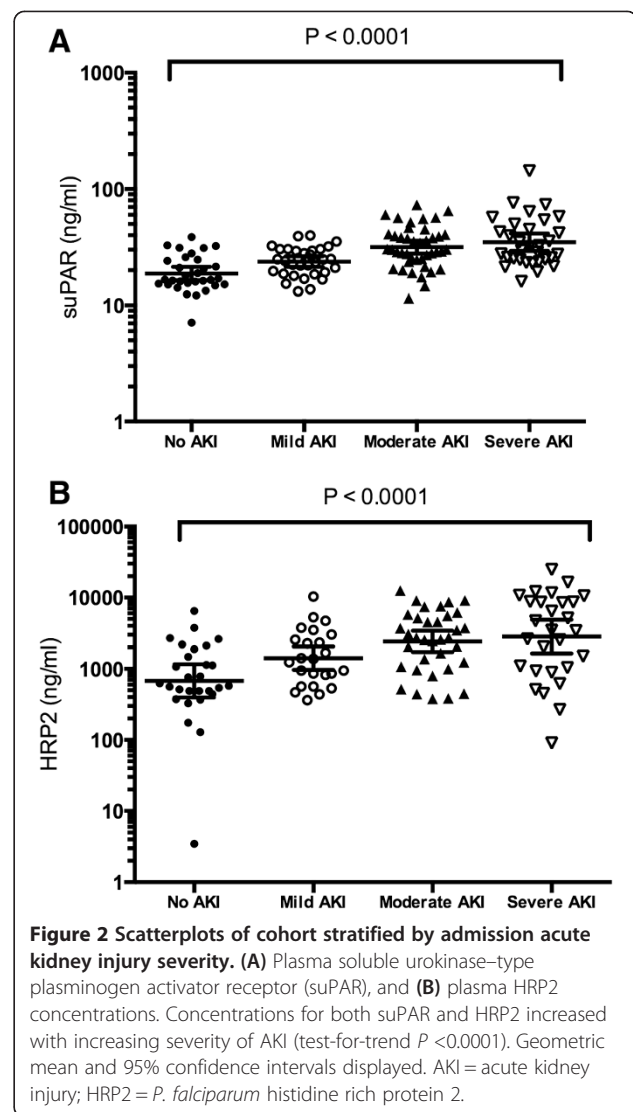 A
P < 0.0001
1000
100
10
1
suPAR (ng/ml)
No AKI Mild AKI Moderate AKI Severe AKI
B
P < 0.0001
100000
10000
1000
100
10
1
HRP2 (ng/ml)
No AKI Mild AKI Moderate AKI Severe AKI
Figure 2 Scatterplots of cohort stratified by admission acute
kidney injury severity. (A) Plasma soluble urokinase–type
plasminogen activator receptor (suPAR), and (B) plasma HRP2
concentrations. Concentrations for both suPAR and HRP2 increased
with increasing severity of AKI (test-for-trend P <0.0001). Geometric
mean and 95% confidence intervals displayed. AKI = acute kidney
injury; HRP2 = P. falciparum histidine rich protein 2.